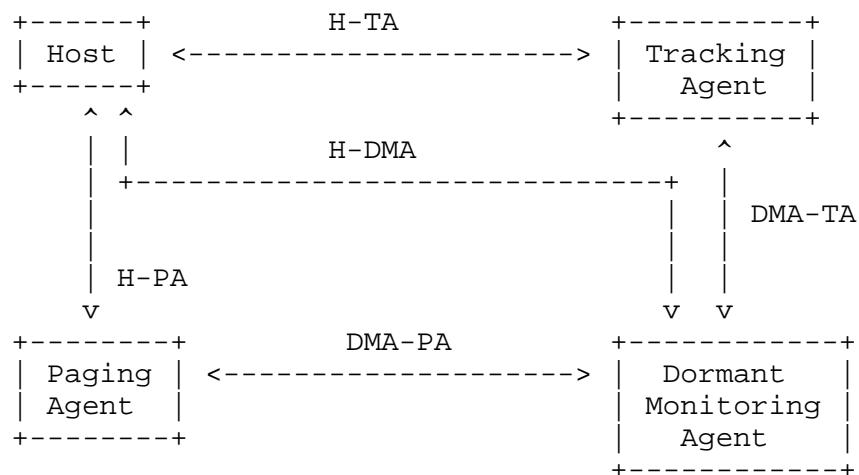 H-TA
Host
Tracking
Agent
H-DMA
DMA-TA
H-PA
DMA-PA
Paging
Agent
Dormant
Monitoring
Agent